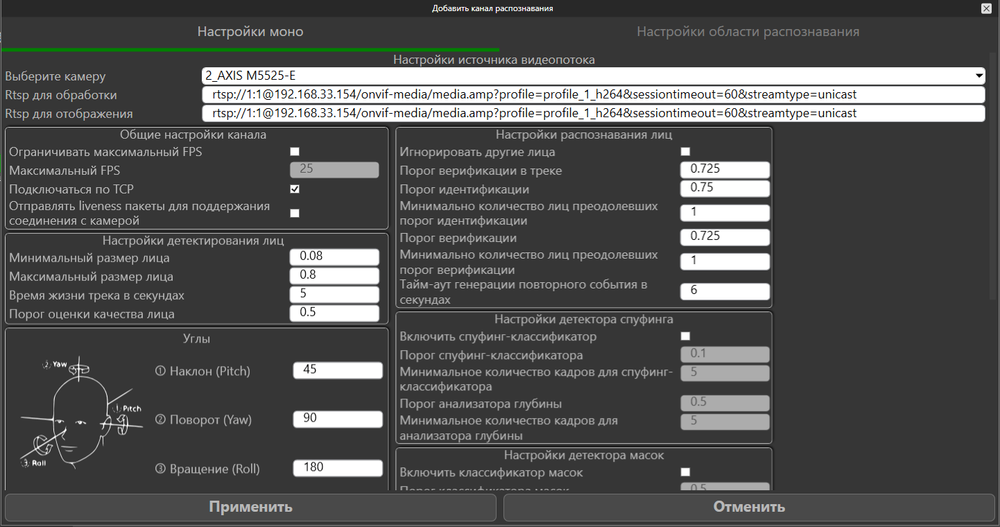 Добавить канал распознавания
Настройки моно
Настройки области распознавания
Настройки источника видеопотока
Выберите камеру
2_AXIS M5525-E
Rtsp для обработки
rtsp://1:1@192.168.33.154/onvif-media/media.amp?profile=profile_1_h264&sessiontimeout=60&streamtype=unicast
Rtsp для отображения
rtsp://1:1@192.168.33.154/onvif-media/media.amp?profile=profile_1_h264&sessiontimeout=60&streamtype=unicast
Общие настройки канала
Ограничивать максимальный FPS
Максимальный FPS
25
Подключаться по TCP
Отправлять liveness пакеты для поддержания
соединения с камерой
Настройки детектирования лиц
Минимальный размер лица
0.08
Максимальный размер лица
0.8
Время жизни трека в секундах
5
Порог оценки качества лица
0.5
Углы
② Yaw
① Pitch
③ Roll
① Наклон (Pitch)
45
② Поворот (Yaw)
90
③ Вращение (Roll)
180
Настройки распознавания лиц
Игнорировать другие лица
Порог верификации в треке
0.725
Порог идентификации
0.75
Минимально количество лиц преодолевших
порог идентификации
1
Порог верификации
0.725
Минимально количество лиц преодолевших
порог верификации
1
Тайм-аут генерации повторного события в
секундах
6
Настройки детектора спуфинга
Включить спуфинг-классификатор
Порог спуфинг-классификатора
0.1
Минимальное количество кадров для спуфинг-
классификатора
5
Порог анализатора глубины
0.5
Минимальное количество кадров для
анализатора глубины
5
Настройки детектора масок
Включить классификатор масок
Порог классификатора масок
0.5
Применить
Отменить